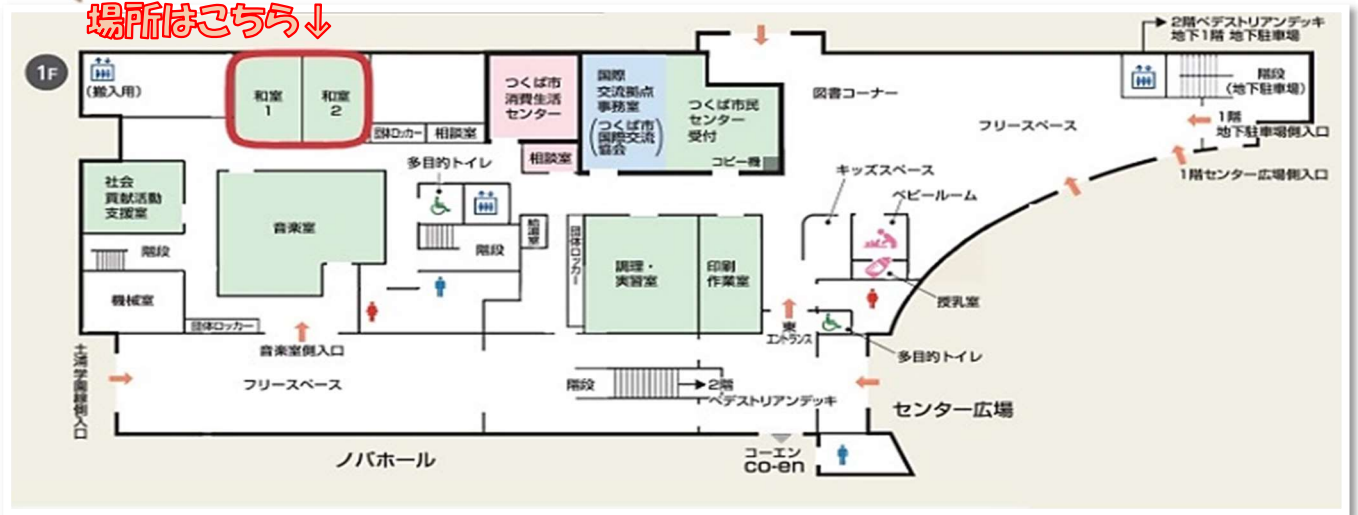 場所はこちら↓
1F
(搬入用)
和室
1
和室
2
団体ロッカー
相談室
つくば市
消費生活
センター
相談室
国際
交流拠点
事務室
(つくば市
国際交流
協会)
つくば市民
センター
受付
コピー機
図書コーナー
フリースペース
2階ペデストリアンデッキ
地下1階 地下駐車場
階段
(地下駐車場)
1階
地下駐車場側入口
1階センター広場側入口
キッズスペース
ベビールーム
授乳室
多目的トイレ
社会
貢献活動
支援室
階段
機械室
団体ロッカー
音楽室
音楽室側入口
多目的トイレ
階段
給湯室
団体ロッカー
調理・
実習室
印刷
作業室
東
エントランス
土浦学園線側入口
フリースペース
階段
→2階
ペデストリアンデッキ
センター広場
ノバホール
コーエン
co-en